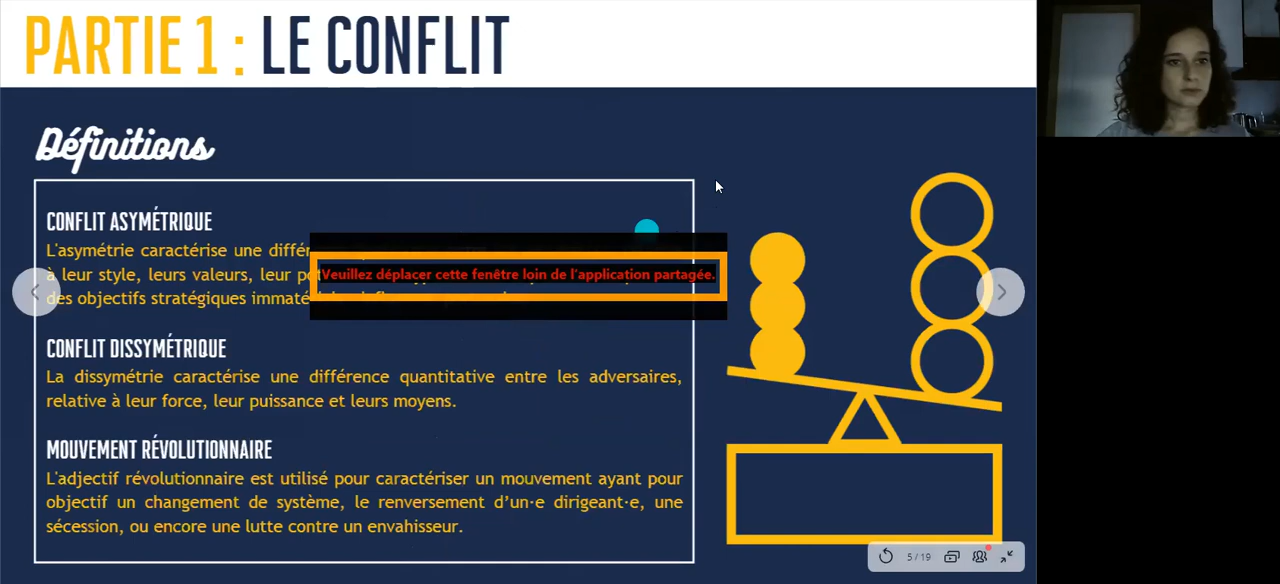 PARTIE 1 : LE CONFLIT
Définitions
CONFLIT ASYMÉTRIQUE
L'asymétrie caractérise une
à leur style, leurs valeurs, leur
des objectifs stratégiques
Veuillez déplacer cette fenêtre loin de l'application partagée.
CONFLIT DISSYMÉTRIQUE
La dissymétrie caractérise une différence quantitative entre les adversaires,
relative à leur force, leur puissance et leurs moyens.
MOUVEMENT RÉVOLUTIONNAIRE
L'adjectif révolutionnaire est utilisé pour caractériser un mouvement ayant pour
objectif un changement de système, le renversement d'un·e dirigeant·e, une
sécession, ou encore une lutte contre un envahisseur.
5 / 19